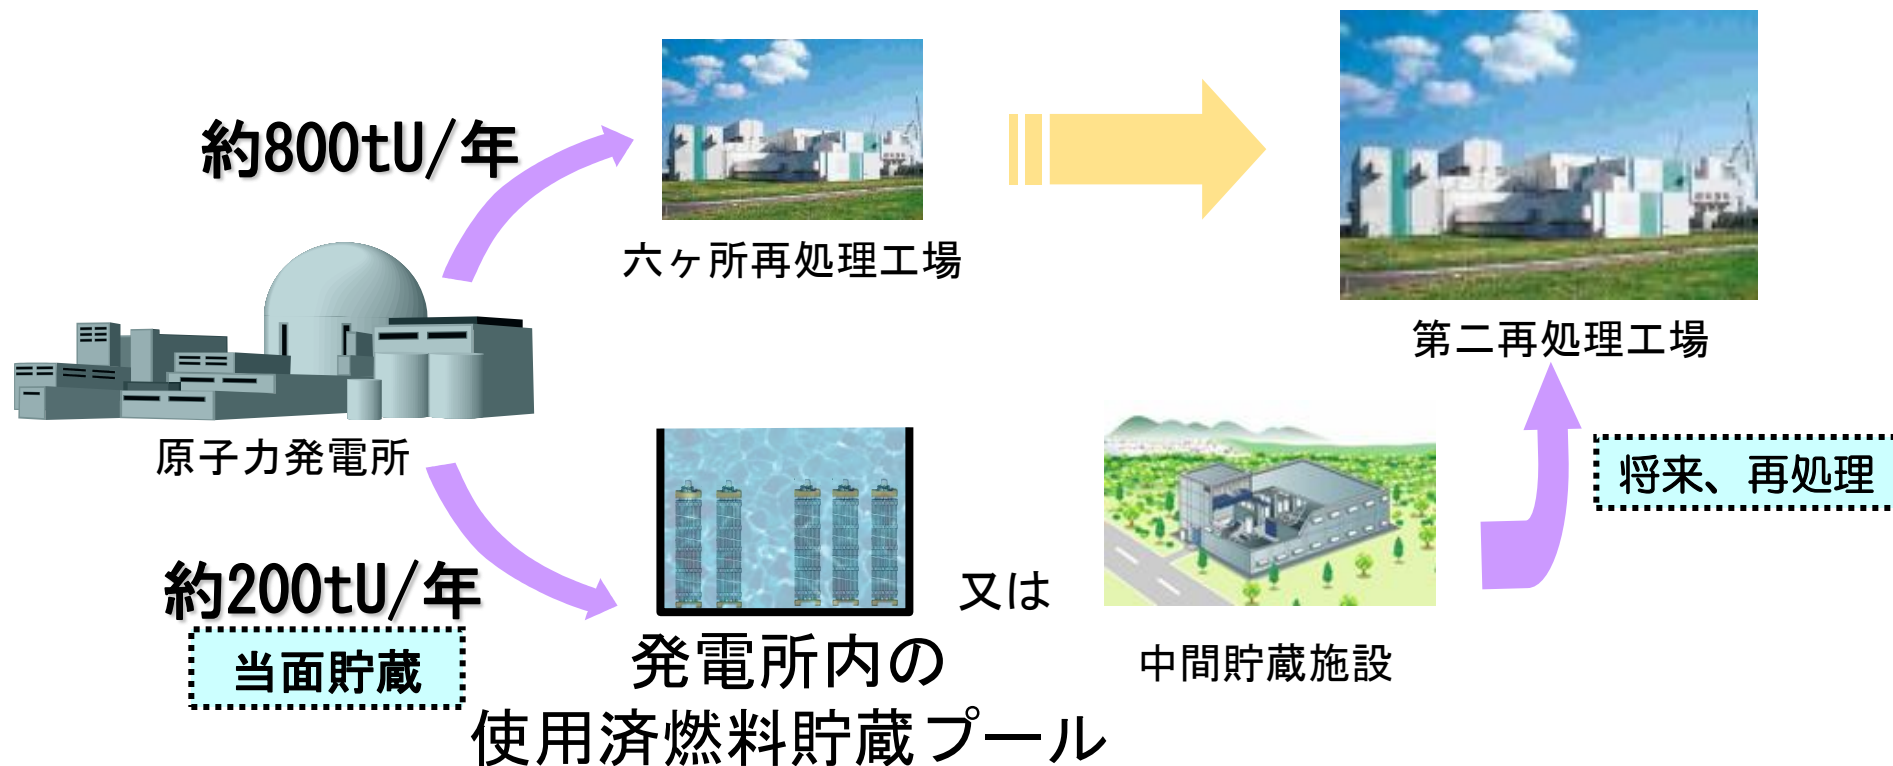 約800tU/年
六ヶ所再処理工場
第二再処理工場
原子力発電所
将来、再処理
約200tU/年
当面貯蔵
又は
発電所内の
使用済燃料貯蔵プール
中間貯蔵施設